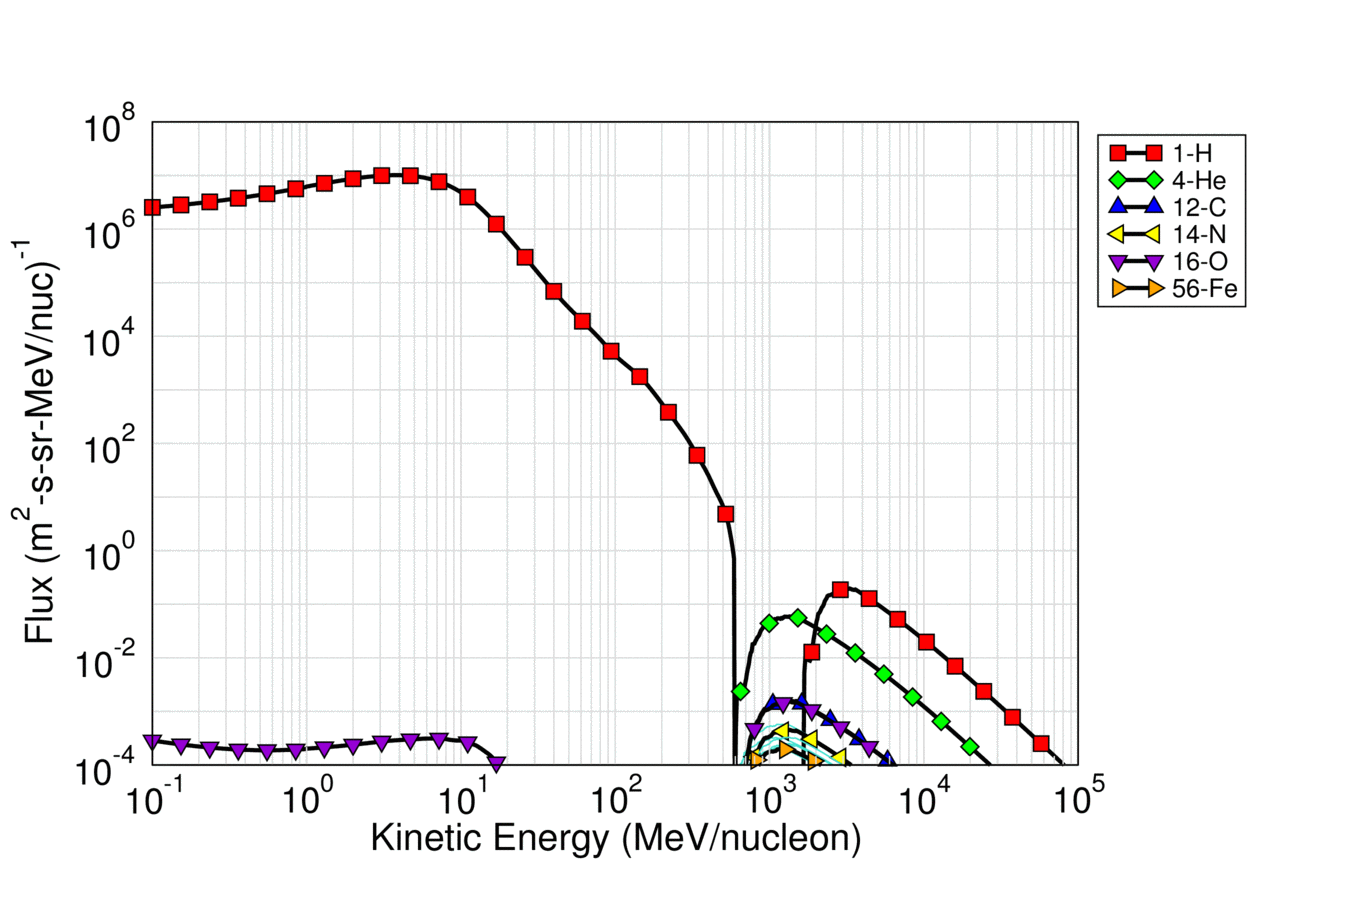 10^8
10^6
10^4
10^2
10^0
10^-2
10^-4
Flux (m^2-s-sr-MeV/nuc)^-1
10^-1 10^0 10^1 10^2 10^3 10^4 10^5
Kinetic Energy (MeV/nucleon)
1-H
4-He
12-C
14-N
16-O
56-Fe